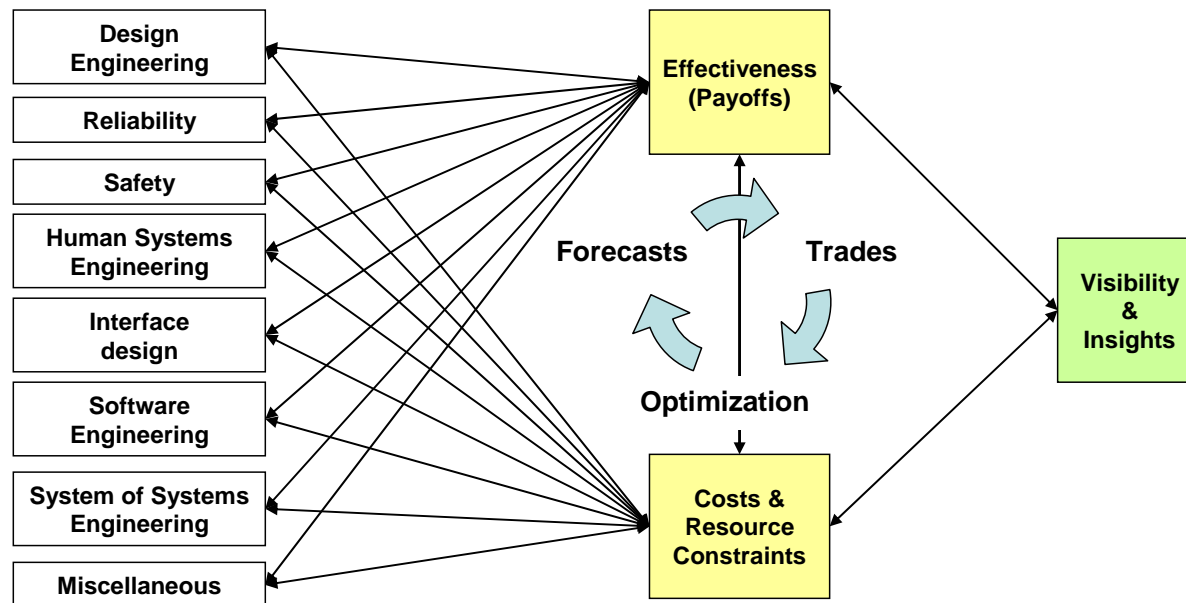 Design
Engineering
Reliability
Safety
Human Systems
Engineering
Interface
design
Software
Engineering
System of Systems
Engineering
Miscellaneous
Effectiveness
(Payoffs)
Forecasts
Trades
Optimization
Costs &
Resource
Constraints
Visibility
&
Insights